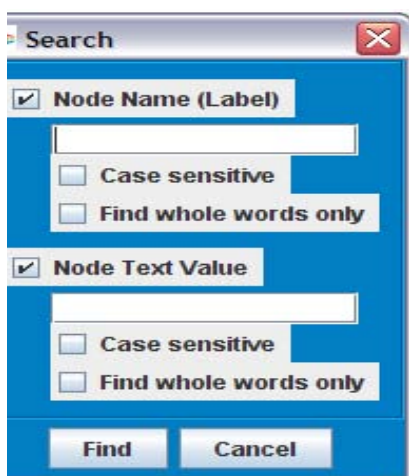 Search
Node Name (Label)
Case sensitive
Find whole words only
Node Text Value
Case sensitive
Find whole words only
Find Cancel